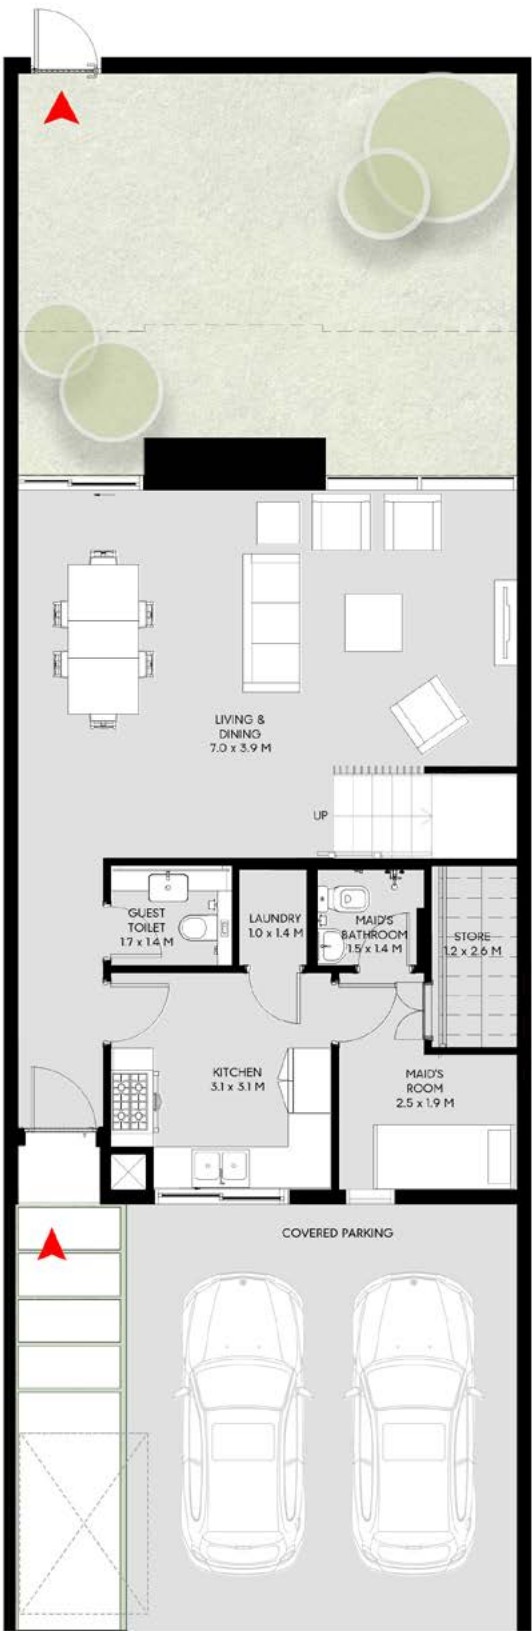 LIVING &
DINING
7.0 x 3.9 M
UP
GUEST
TOILET
1.7 x 1.4 M
LAUNDRY
1.0 x 1.4 M
MAID'S
BATHROOM
1.5 x 1.4 M
STORE
1.2 x 2.6 M
KITCHEN
3.1 x 3.1 M
MAID'S
ROOM
2.5 x 1.9 M
COVERED PARKING